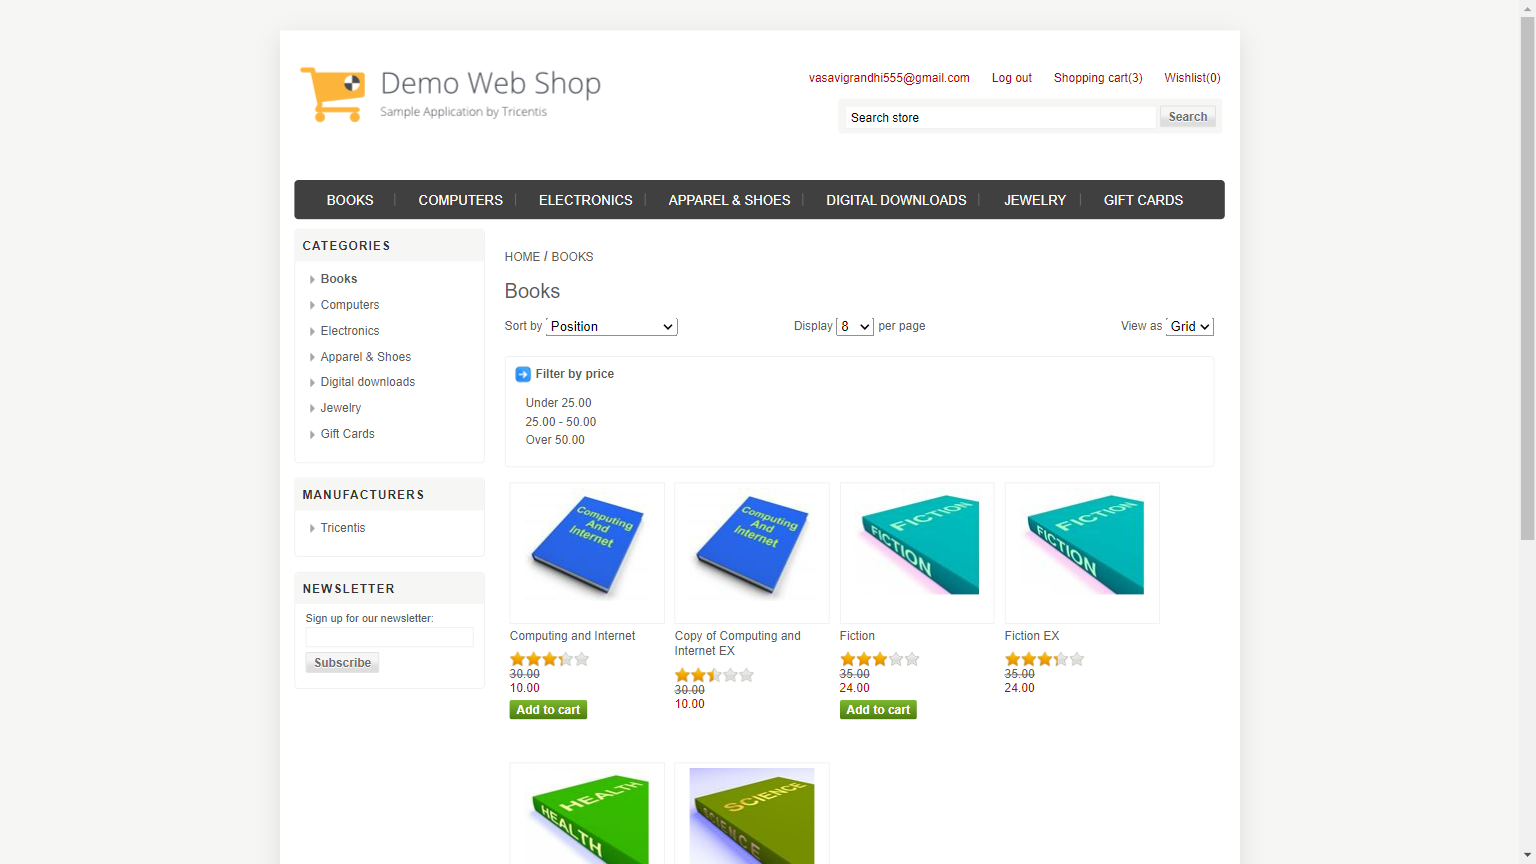 Demo Web Shop
Sample Application by Tricentis
vasavigrandhi555@gmail.com Log out Shopping cart(3) Wishlist(0)
Search store Search
BOOKS COMPUTERS ELECTRONICS APPAREL & SHOES DIGITAL DOWNLOADS JEWELRY GIFT CARDS
CATEGORIES
Books
Computers
Electronics
Apparel & Shoes
Digital downloads
Jewelry
Gift Cards
MANUFACTURERS
Tricentis
NEWSLETTER
Sign up for our newsletter:
Subscribe
HOME / BOOKS
Books
Sort by Position Display 8 per page View as Grid
Filter by price
Under 25.00
25.00 - 50.00
Over 50.00
Computing
And
Internet
Computing and Internet
30.00
10.00
Add to cart
Computing
And
Internet
Copy of Computing and
Internet EX
30.00
10.00
FICTION
FICTION
Fiction
35.00
24.00
Add to cart
FICTION
FICTION
Fiction EX
35.00
24.00
HEALTH
HEALTH
SCIENCE
SCIENCE